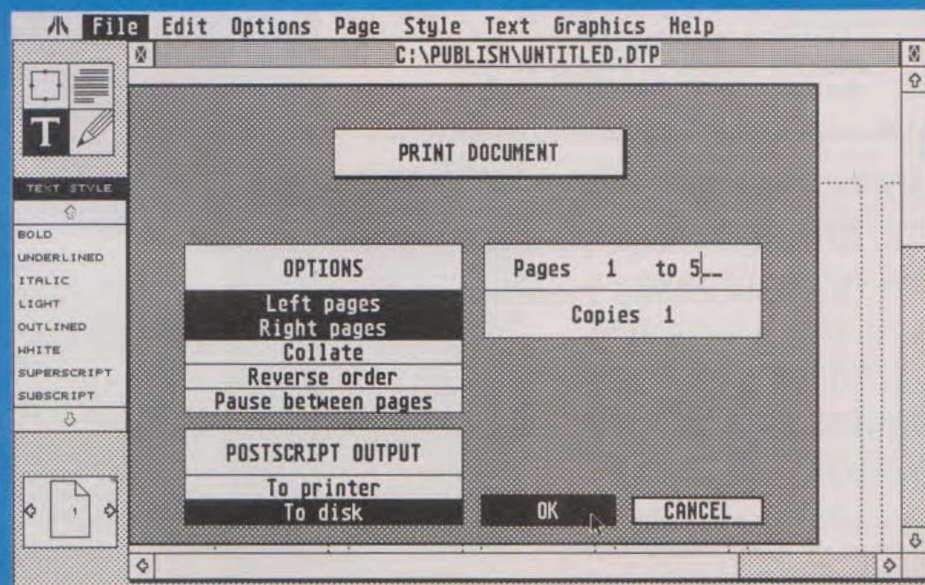 File Edit Options Page Style Text Graphics Help
C:\PUBLISH\UNTITLED.DTP
PRINT DOCUMENT
T
TEXT STYLE
BOLD
UNDERLINED
ITALIC
LIGHT
OUTLINED
WHITE
SUPERSCRIPT
SUBSCRIPT
1
OPTIONS
Left pages
Right pages
Collate
Reverse order
Pause between pages
POSTSCRIPT OUTPUT
To printer
To disk
Pages 1 to 5__
Copies 1
OK
CANCEL